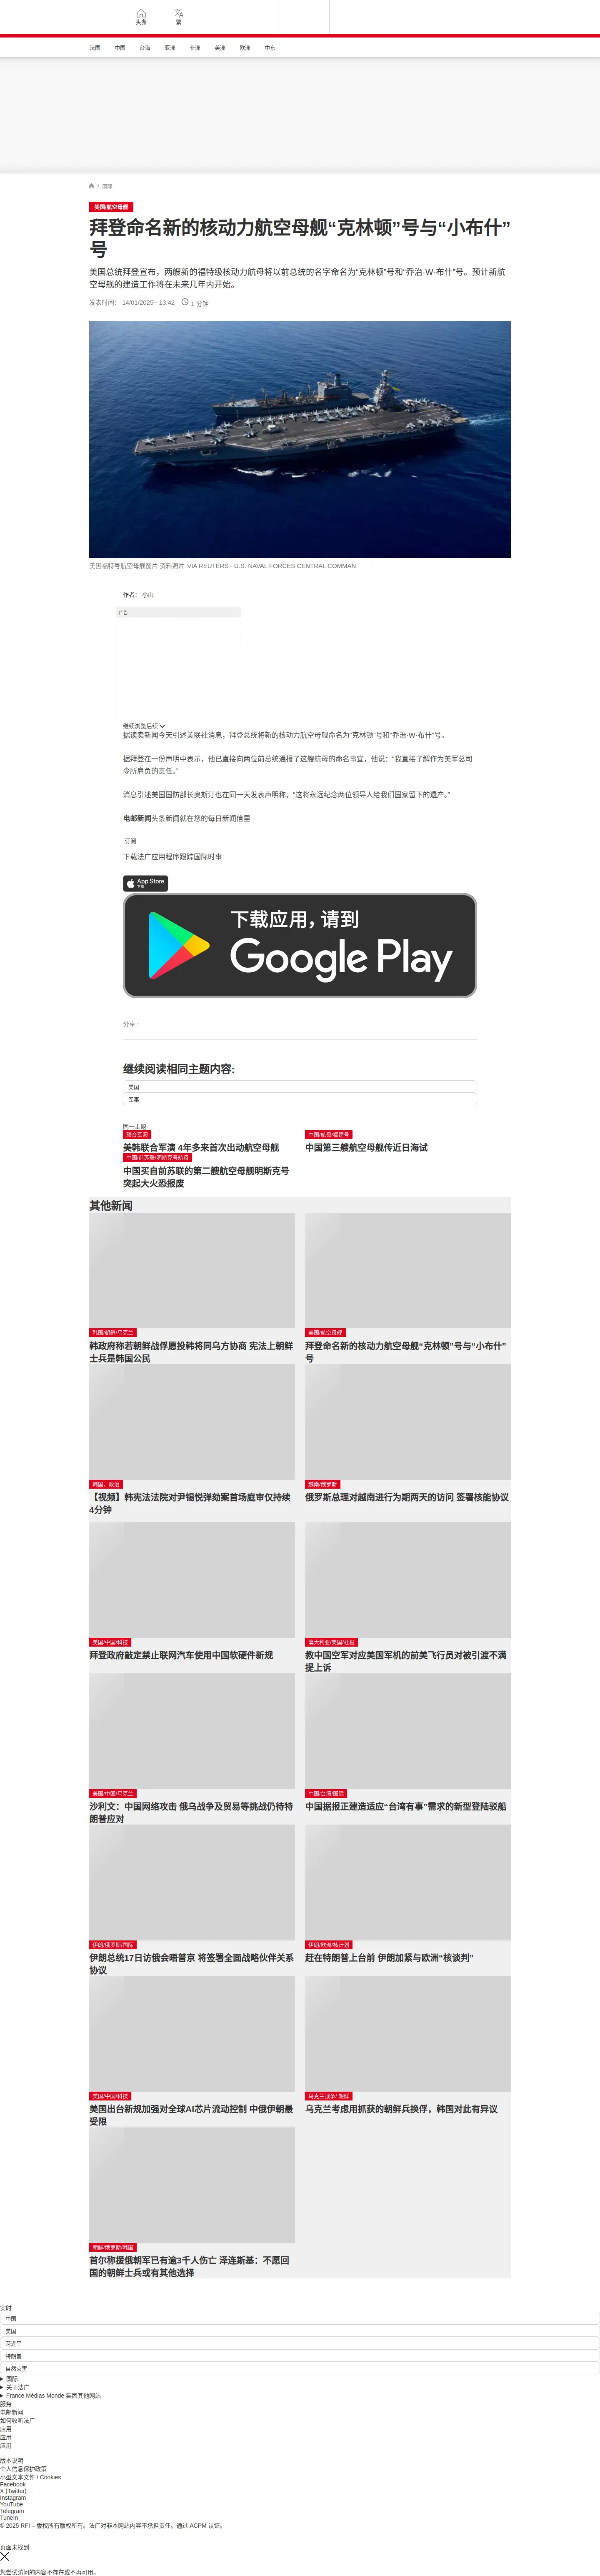 头条
繁
法国
中国
台海
亚洲
非洲
美洲
欧洲
中东
/ 国际
美国/航空母舰
拜登命名新的核动力航空母舰“克林顿”号与“小布什”
号
美国总统拜登宣布，两艘新的福特级核动力航母将以前总统的名字命名为“克林顿”号和“乔治·W·布什”号。预计新航
空母舰的建造工作将在未来几年内开始。
发表时间： 14/01/2025 - 13:42
1 分钟
美国福特号航空母舰图片 资料照片 VIA REUTERS - U.S. NAVAL FORCES CENTRAL COMMAN
作者： 小山
广告
继续浏览后续
据读卖新闻今天引述美联社消息，拜登总统将新的核动力航空母舰命名为“克林顿”号和“乔治·W·布什”号。
据拜登在一份声明中表示，他已直接向两位前总统通报了这艘航母的命名事宜，他说：“我直接了解作为美军总司
令所肩负的责任。”
消息引述美国国防部长奥斯汀也在同一天发表声明称，“这将永远纪念两位领导人给我们国家留下的遗产。”
电邮新闻头条新闻就在您的每日新闻信里
订阅
下载法广应用程序跟踪国际时事
App Store
下载
下载应用，请到
Google Play
分享 :
继续阅读相同主题内容:
美国
军事
同一主题
联合军演
美韩联合军演 4年多来首次出动航空母舰
中国/航母/福建号
中国第三艘航空母舰传近日海试
中国/前苏联/明斯克号航母
中国买自前苏联的第二艘航空母舰明斯克号
突起大火恐报废
其他新闻
韩国/朝鲜/乌克兰
韩政府称若朝鲜战俘愿投韩将同乌方协商 宪法上朝鲜
士兵是韩国公民
美国/航空母舰
拜登命名新的核动力航空母舰“克林顿”号与“小布什”
号
韩国，政治
【视频】韩宪法法院对尹锡悦弹劾案首场庭审仅持续
4分钟
越南/俄罗斯
俄罗斯总理对越南进行为期两天的访问 签署核能协议
美国/中国/科技
拜登政府敲定禁止联网汽车使用中国软硬件新规
澳大利亚/美国/社根
教中国空军对应美国军机的前美飞行员对被引渡不满
提上诉
美国/中国/乌克兰
沙利文：中国网络攻击 俄乌战争及贸易等挑战仍待特
朗普应对
中国/台湾/国际
中国据报正建造适应“台湾有事”需求的新型登陆驳船
伊朗/俄罗斯/国际
伊朗总统17日访俄会晤普京 将签署全面战略伙伴关系
协议
伊朗/欧洲/核计划
赶在特朗普上台前 伊朗加紧与欧洲“核谈判”
美国/中国/科技
美国出台新规加强对全球AI芯片流动控制 中俄伊朝最
受限
乌克兰战争/ 朝鲜
乌克兰考虑用抓获的朝鲜兵换俘，韩国对此有异议
朝鲜/俄罗斯/韩国
首尔称援俄朝军已有逾3千人伤亡 泽连斯基：不愿回
国的朝鲜士兵或有其他选择
实时
中国
美国
习近平
特朗普
自然灾害
国际
关于法广
France Médias Monde 集团其他网站
服务
电邮新闻
如何收听法广
应用
应用
应用
版本说明
个人信息保护政策
小型文本文件 / Cookies
Facebook
X (Twitter)
Instagram
YouTube
Telegram
TuneIn
© 2025 RFI – 版权所有版权所有。法广对非本网站内容不承担责任。通过 ACPM 认证。
页面未找到
您尝试访问的内容不存在或不再可用。